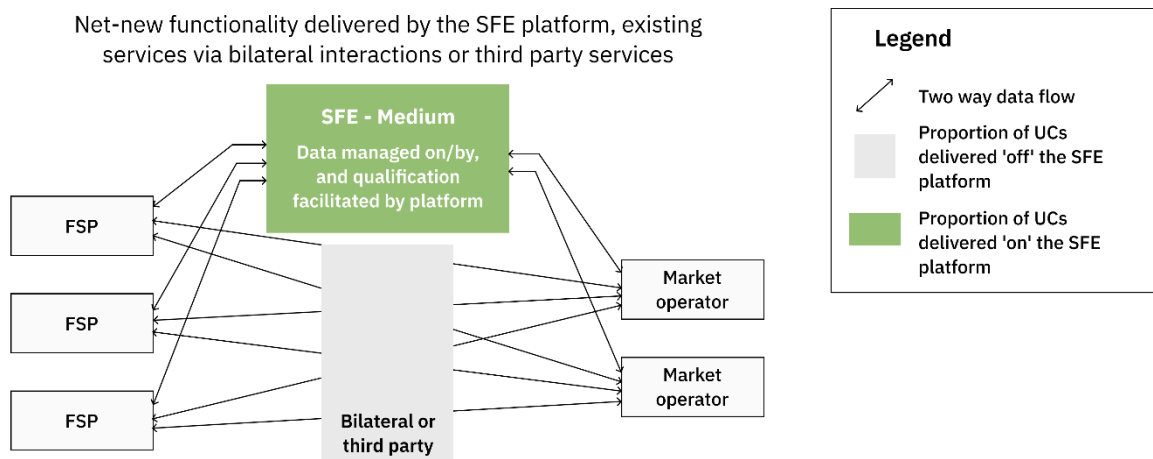 Net-new functionality delivered by the SFE platform, existing
services via bilateral interactions or third party services
SFE - Medium
Data managed on/by,
and qualification
facilitated by platform
FSP
FSP
FSP
Bilateral or
third party
Market
operator
Market
operator
Legend
Two way data flow
Proportion of UCs
delivered 'off' the SFE
platform
Proportion of UCs
delivered 'on' the SFE
platform